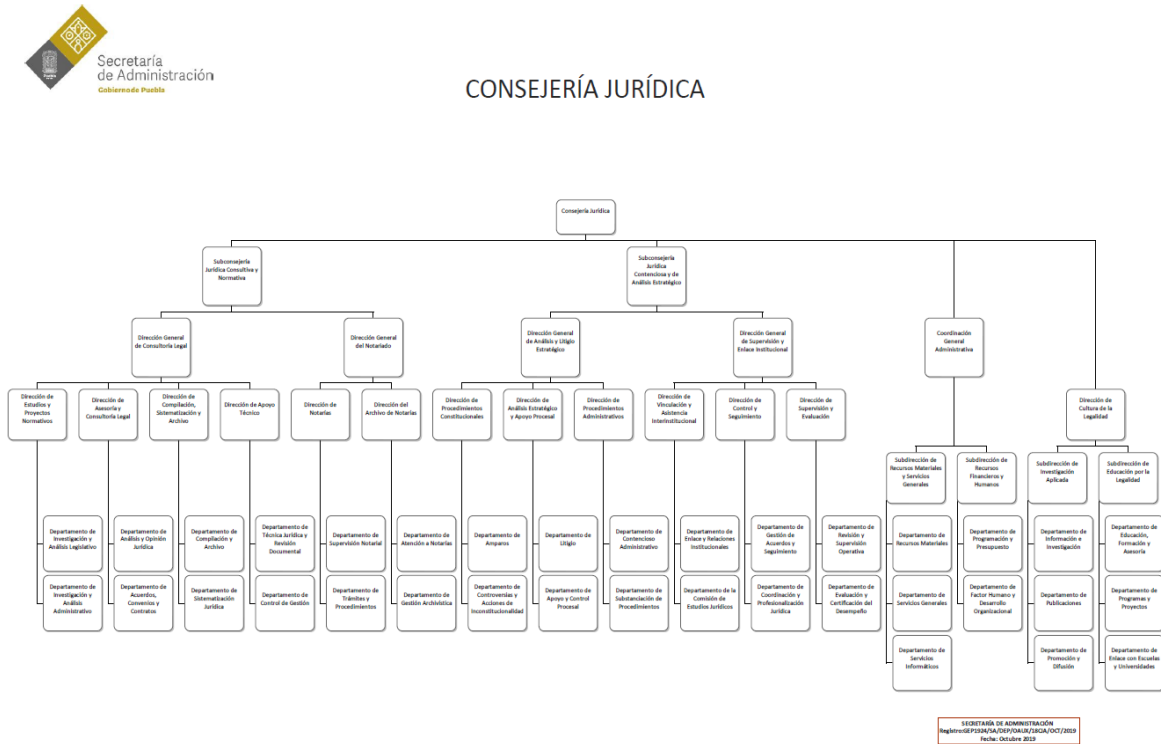 Secretaría
de Administración
Gobierno de Puebla
CONSEJERÍA JURÍDICA
Consejería Jurídica
Subconsejería
Jurídica Consultiva y
Normativa
Subconsejería
Jurídica
Contenciosa y de
Análisis Estratégico
Dirección General
de Consultoría Legal
Dirección General
del Notariado
Dirección General
de Análisis y Litigio
Estratégico
Dirección General
de Supervisión y
Enlace Institucional
Coordinación
General
Administrativa
Dirección de
Estudios y
Proyectos
Normativos
Dirección de
Asesoría y
Consultoría Legal
Dirección de
Compilación,
Sistematización y
Archivo
Dirección de Apoyo
Técnico
Dirección de
Notarías
Dirección del
Archivo de Notarías
Dirección de
Procedimientos
Constitucionales
Dirección de
Análisis Estratégico
y Apoyo Procesal
Dirección de
Procedimientos
Administrativos
Dirección de
Vinculación y
Asistencia
Interinstitucional
Dirección de
Control y
Seguimiento
Dirección de
Supervisión y
Evaluación
Dirección de
Cultura de la
Legalidad
Subdirección de
Recursos Materiales
y Servicios
Generales
Subdirección de
Recursos
Financieros y
Humanos
Subdirección de
Investigación
Aplicada
Subdirección de
Educación por la
Legalidad
Departamento de
Investigación y
Análisis Legislativo
Departamento de
Análisis y Opinión
Jurídica
Departamento de
Compilación y
Archivo
Departamento de
Técnica Jurídica y
Revisión
Documental
Departamento de
Supervisión Notarial
Departamento de
Atención a Notarías
Departamento de
Amparos
Departamento de
Litigio
Departamento de
Contencioso
Administrativo
Departamento de
Enlace y Relaciones
Institucionales
Departamento de
Gestión de
Acuerdos y
Seguimiento
Departamento de
Revisión y
Supervisión
Operativa
Departamento de
Recursos Materiales
Departamento de
Programación y
Presupuesto
Departamento de
Información e
Investigación
Departamento de
Educación,
Formación y
Asesoría
Departamento de
Investigación y
Análisis
Administrativo
Departamento de
Acuerdos,
Convenios y
Contratos
Departamento de
Sistematización
Jurídica
Departamento de
Control de Gestión
Departamento de
Trámites y
Procedimientos
Departamento de
Gestión Archivística
Departamento de
Controversias y
Acciones de
Inconstitucionalidad
Departamento de
Apoyo y Control
Procesal
Departamento de
Substanciación de
Procedimientos
Departamento de la
Comisión de
Estudios Jurídicos
Departamento de
Coordinación y
Profesionalización
Jurídica
Departamento de
Evaluación y
Certificación del
Desempeño
Departamento de
Servicios Generales
Departamento de
Factor Humano y
Desarrollo
Organizacional
Departamento de
Publicaciones
Departamento de
Programas y
Proyectos
Departamento de
Servicios
Informáticos
Departamento de
Promoción y
Difusión
Departamento de
Enlace con Escuelas
y Universidades
SECRETARÍA DE ADMINISTRACIÓN
Registro:GEP1924/SA/DEP/OAUX/18CJA/OCT/2019
Fecha: Octubre 2019